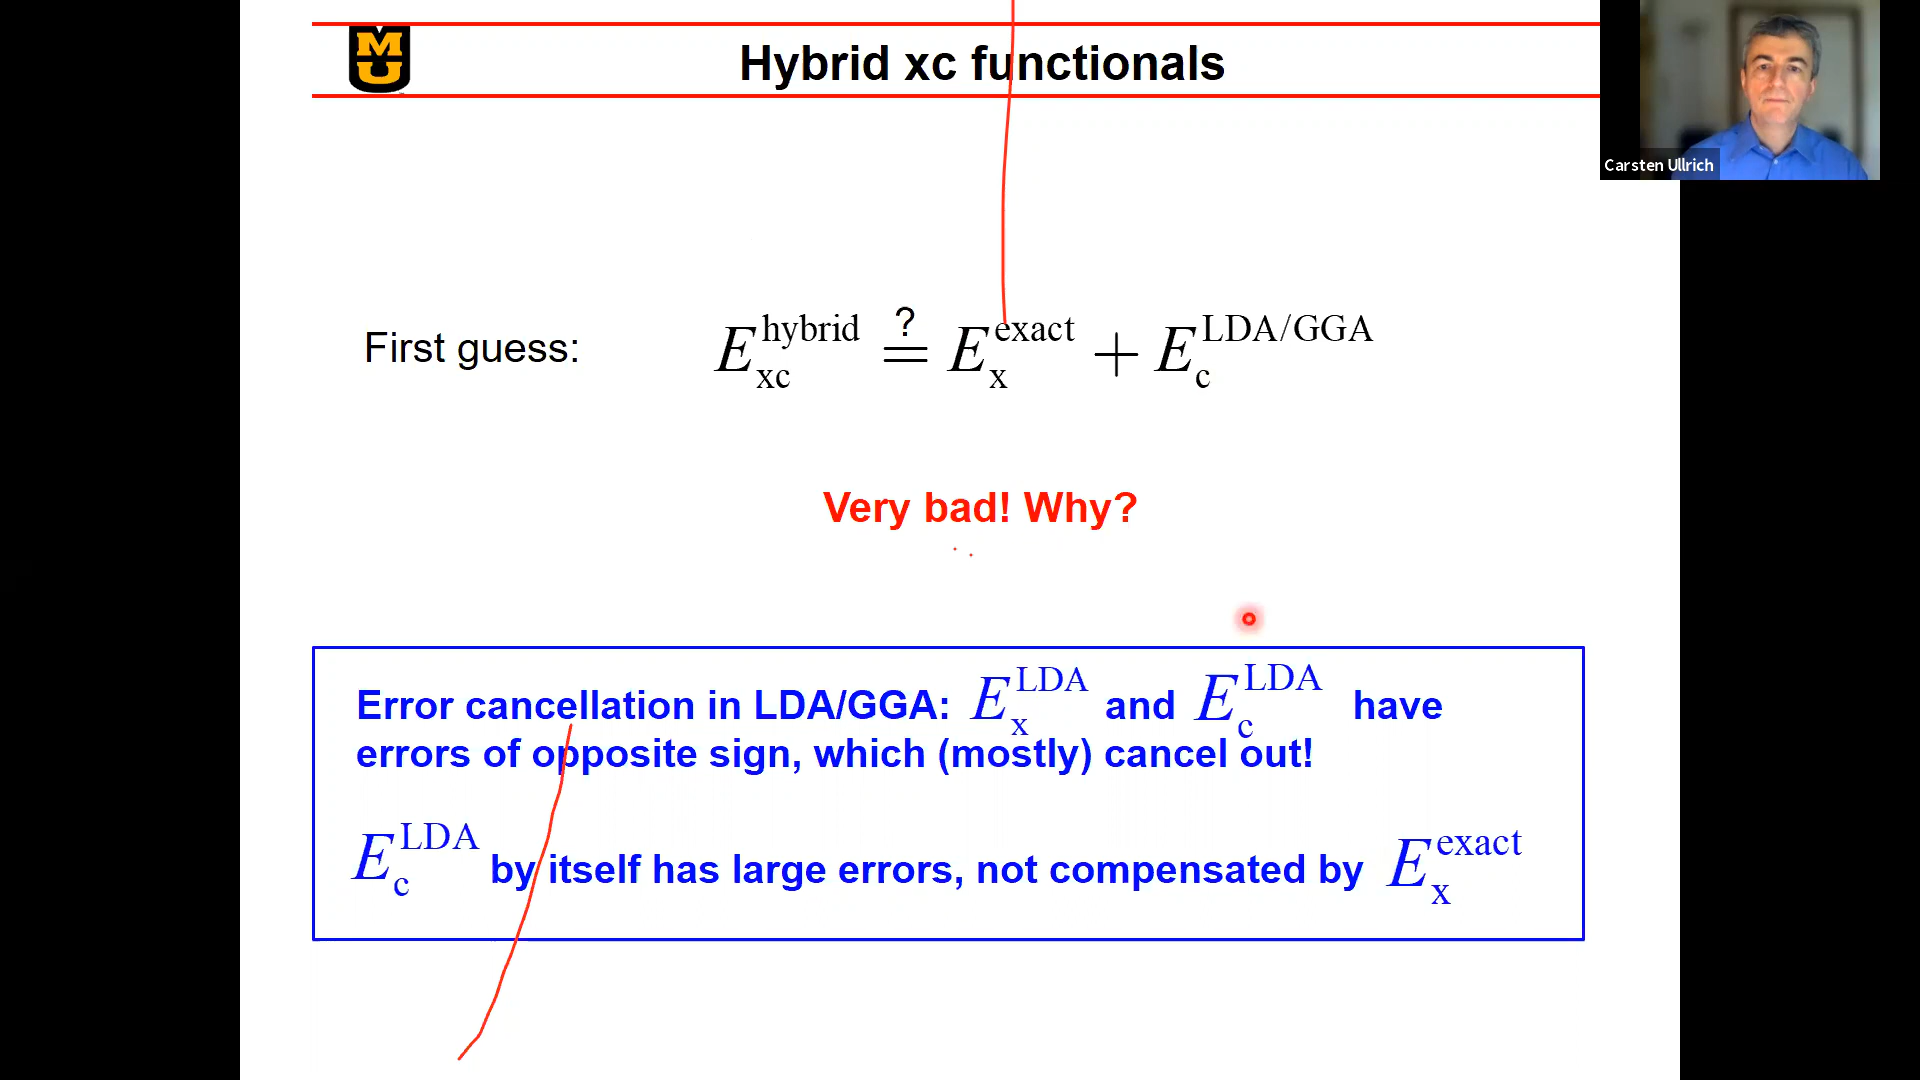 MU
Hybrid xc functionals
Carsten Ullrich
First guess: E_xc^hybrid ?= E_x^exact + E_c^LDA/GGA
Very bad! Why?
Error cancellation in LDA/GGA: E_x^LDA and E_c^LDA have
errors of opposite sign, which (mostly) cancel out!
E_c^LDA by itself has large errors, not compensated by E_x^exact